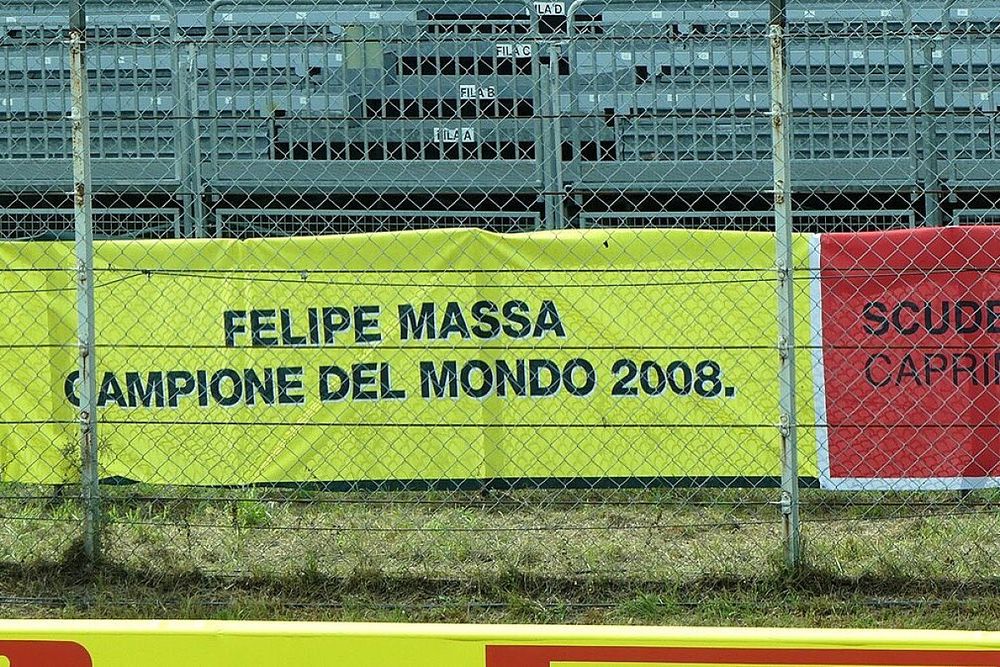 FILA D
FILA C
FILA B
FILA A
FELIPE MASSA
CAMPIONE DEL MONDO 2008.
SCUDE
CAPRI